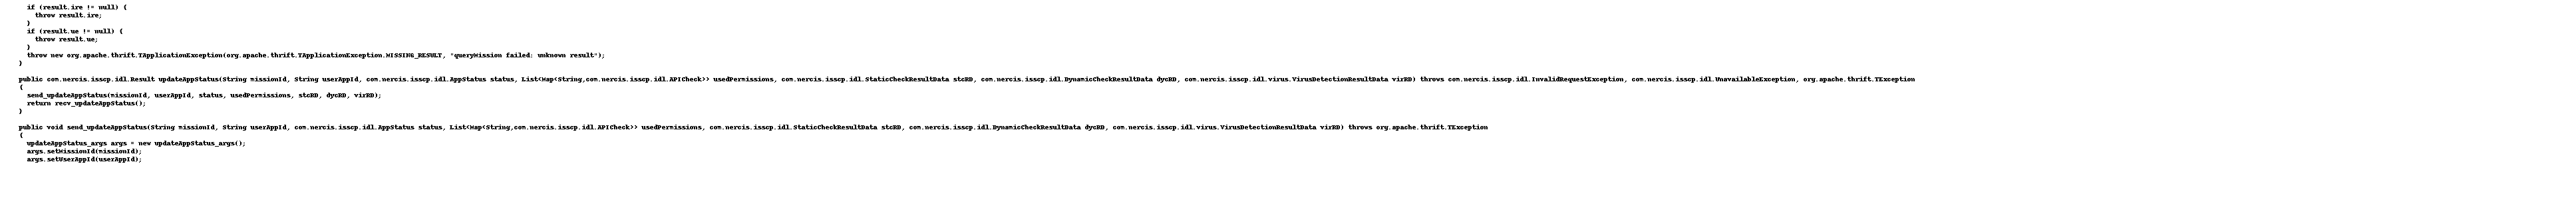 if (result.ire != null) {
throw result.ire;
}
if (result.ue != null) {
throw result.ue;
}
throw new org.apache.thrift.TApplicationException(org.apache.thrift.TApplicationException.MISSING_RESULT, "queryMission failed: unknown result");
}
public com.nercis.isscp.idl.Result updateAppStatus(String missionId, String userAppId, com.nercis.isscp.idl.AppStatus status, List<Map<String,com.nercis.isscp.idl.APICheck>> usedPermissions, com.nercis.isscp.idl.StaticCheckResultData stcRD, com.nercis.isscp.idl.DynamicCheckResultData dycRD, com.nercis.isscp.idl.virus.VirusDetectionResultData virRD) throws com.nercis.isscp.idl.InvalidRequestException, com.nercis.isscp.idl.UnavailableException, org.apache.thrift.TException
{
send_updateAppStatus(missionId, userAppId, status, usedPermissions, stcRD, dycRD, virRD);
return recv_updateAppStatus();
}
public void send_updateAppStatus(String missionId, String userAppId, com.nercis.isscp.idl.AppStatus status, List<Map<String,com.nercis.isscp.idl.APICheck>> usedPermissions, com.nercis.isscp.idl.StaticCheckResultData stcRD, com.nercis.isscp.idl.DynamicCheckResultData dycRD, com.nercis.isscp.idl.virus.VirusDetectionResultData virRD) throws org.apache.thrift.TException
{
updateAppStatus_args args = new updateAppStatus_args();
args.setMissionId(missionId);
args.setUserAppId(userAppId);